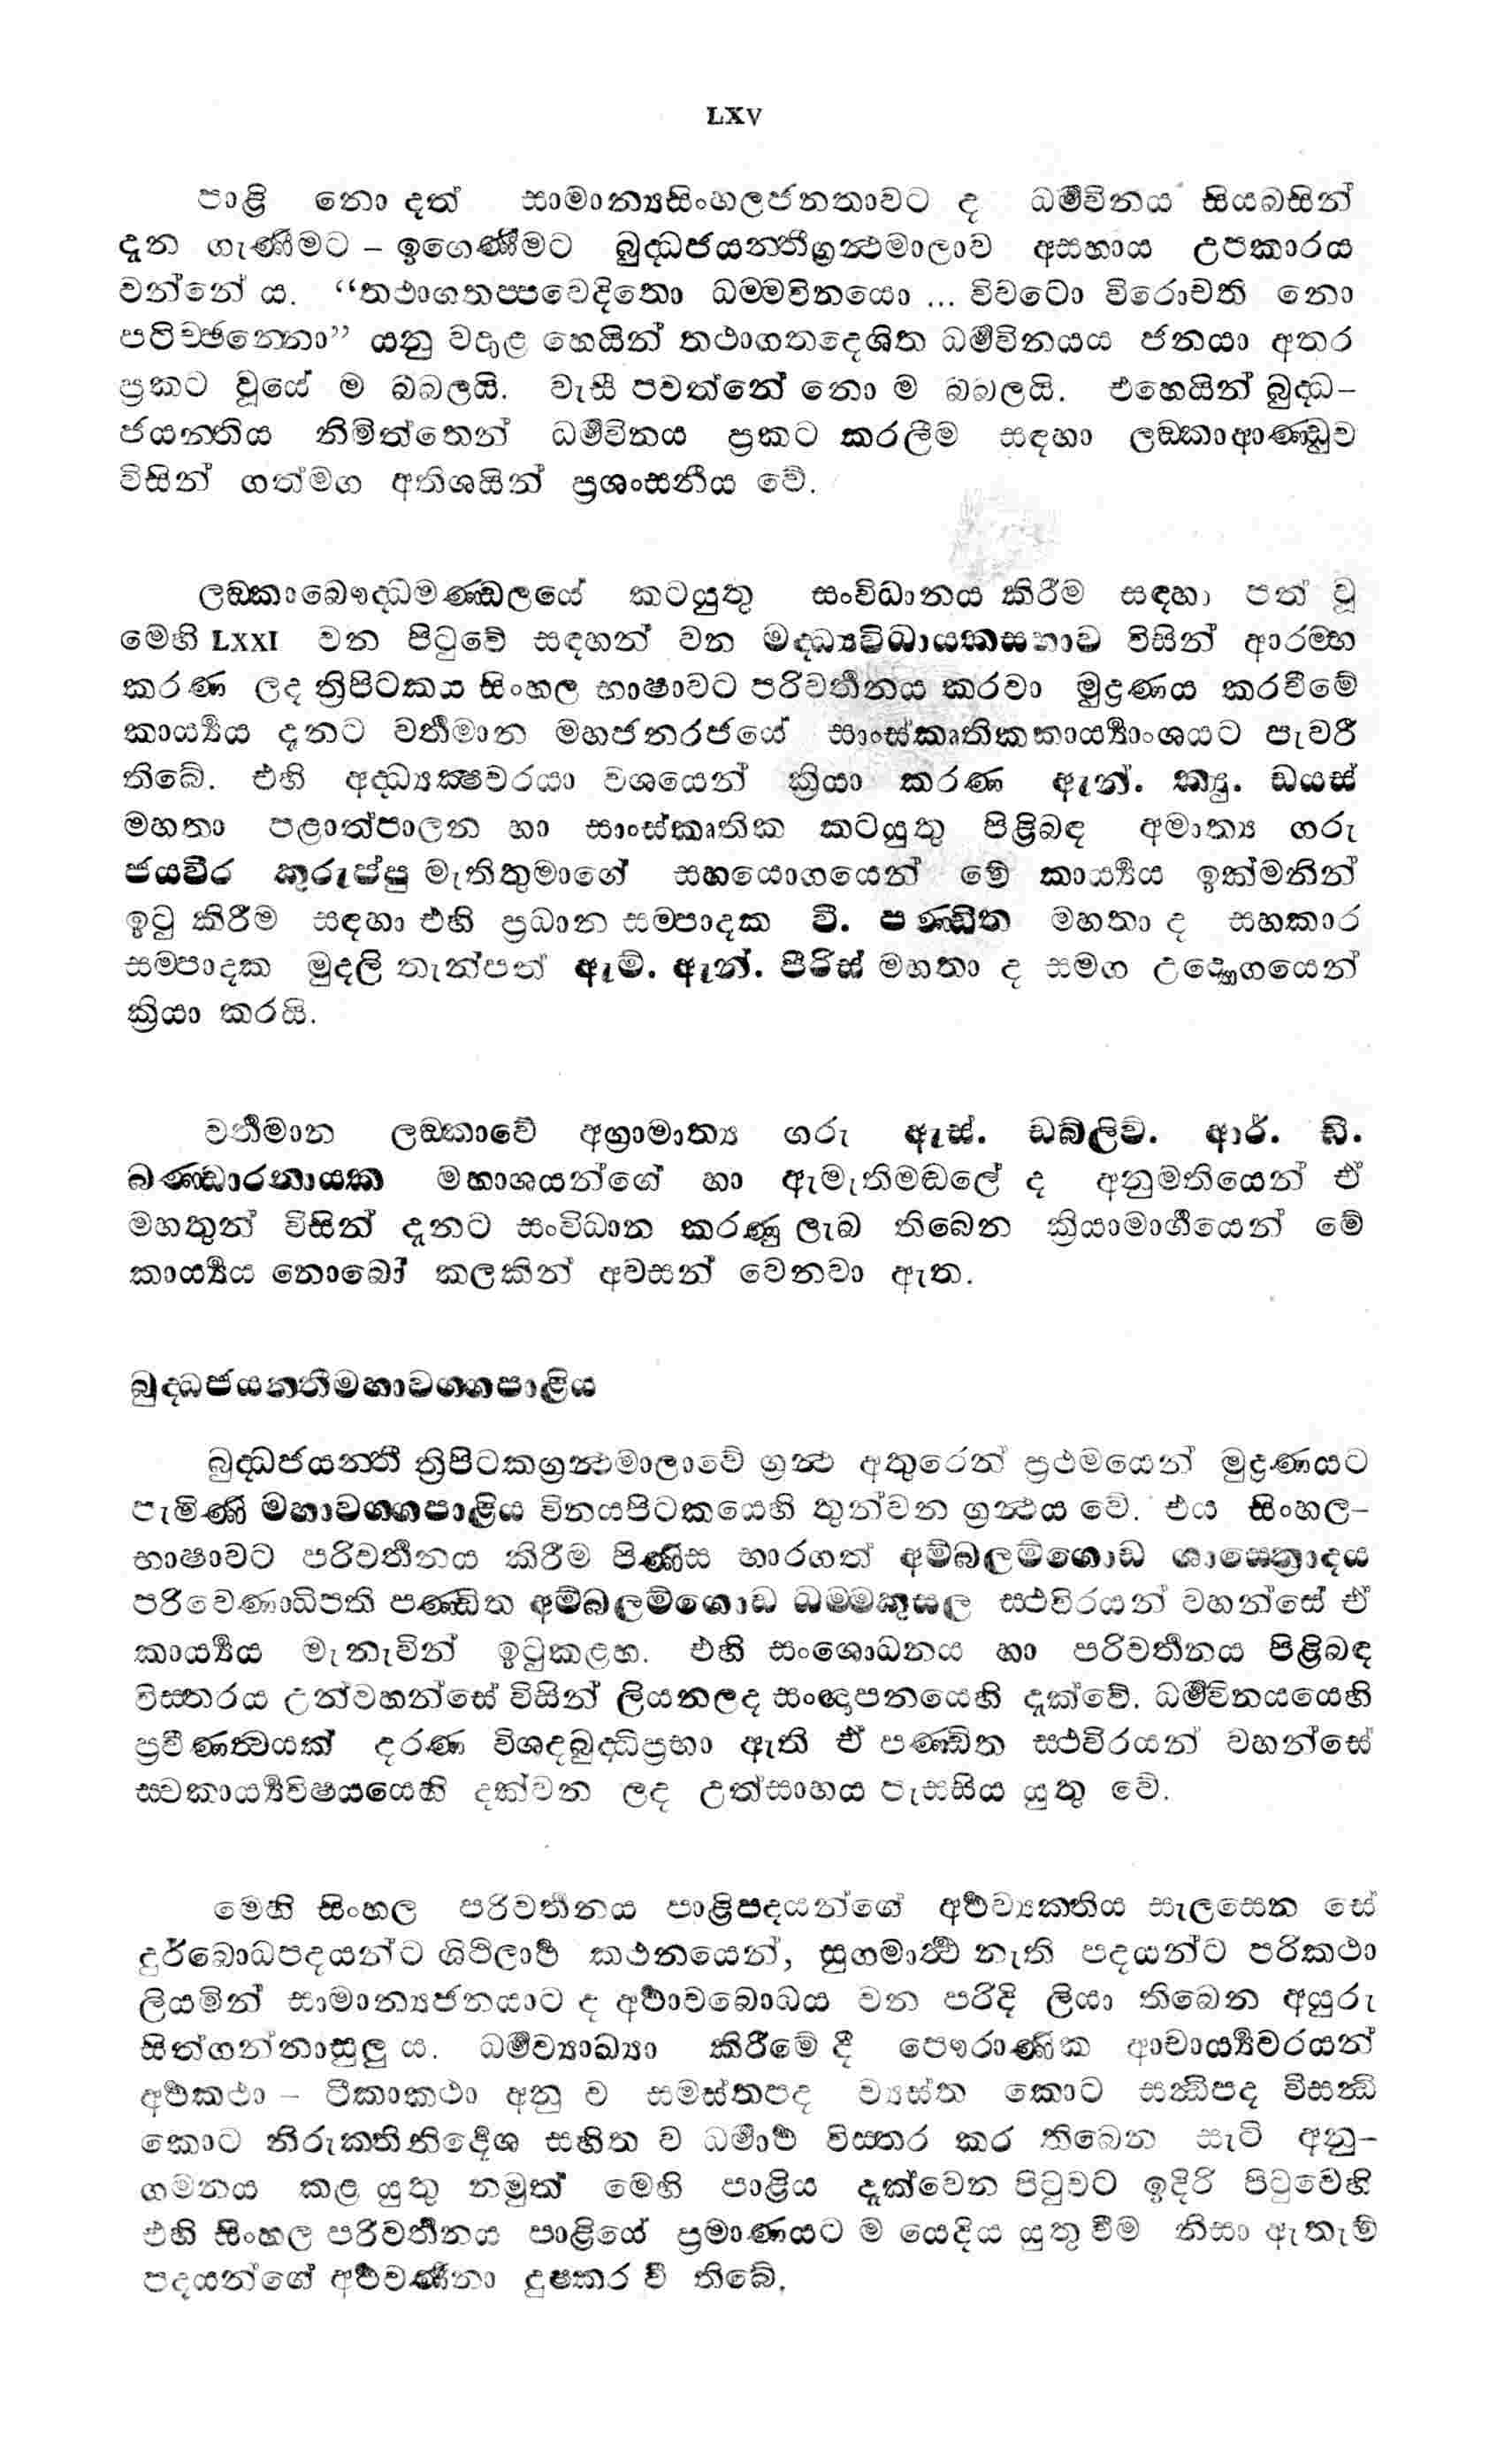 LXV
පාළි නො දත් සාමාන්‍යසිංහලජනතාවට ද ධර්‍මවිනය සියබසින්
දැන ගැණීමට – ඉගෙණීමට බුද්ධජයන්තීග්‍රන්ථමාලාව අසහාය උපකාරය
වන්නේ ය. “තථාගතප්පවෙදිතො ධම්මවිනයො ... විවටො විරොචති නො
පටිච්ඡන්නො” යනු වදාළ හෙයින් තථාගතදෙශිත ධර්‍මවිනයය ජනයා අතර
ප්‍රකට වූයේ ම බබලයි. වැසී පවත්නේ නො ම බබලයි. එහෙයින් බුද්ධ–
ජයන්තිය නිමිත්තෙන් ධර්‍මවිනය ප්‍රකට කරලීම සඳහා ලඞ්කාආණ්ඩුව
විසින් ගත්මග අතිශයින් ප්‍රශංසනීය වේ.
ලඞ්කාබෞද්ධමණ්ඩලයේ කටයුතු සංවිධානය කිරීම සඳහා පත් වූ
මෙහි LXXI වන පිටුවේ සඳහන් වන මද්ධ්‍යවිධායකසභාව විසින් ආරම්භ
කරණ ලද ත්‍රිපිටකය සිංහල භාෂාවට පරිවර්‍තනය කරවා මුද්‍රණය කරවීමේ
කාර්‍ය්‍යය දැනට වර්‍තමාන මහජනරජයේ සාංස්කෘතිකකාර්‍ය්‍යාංශයට පැවරී
තිබේ. එහි අද්ධ්‍යක්‍ෂවරයා වශයෙන් ක්‍රියා කරණ ඇන්. ක්‍යු. ඩයස්
මහතා පළාත්පාලන හා සාංස්කෘතික කටයුතු පිළිබඳ අමාත්‍ය ගරු
ජයවීර කුරුප්පු මැතිතුමාගේ සහයොගයෙන් මේ කාර්‍ය්‍යය ඉක්මනින්
ඉටු කිරීම සඳහා එහි ප්‍රධාන සම්පාදක වී. පණ්ඩිත මහතා ද සහකාර
සම්පාදක මුදලි තැන්පත් ඇම්. ඇන්. පීරිස් මහතා ද සමග උද්‍යොගයෙන්
ක්‍රියා කරයි.
වර්‍තමාන ලඞ්කාවේ අග්‍රාමාත්‍ය ගරු ඇස්. ඩබ්ලිව. ආර්. ඩී.
බණ්ඩාරනායක මහාශයන්ගේ හා ඇමැතිමඬලේ ද අනුමතියෙන් ඒ
මහතුන් විසින් දැනට සංවිධාන කරණු ලැබ තිබෙන ක්‍රියාමාර්‍ගයෙන් මේ
කාර්‍ය්‍යය නොබෝ කලකින් අවසන් වෙනවා ඇත.
බුද්ධජයන්තීමහාවග්ගපාළිය
බුද්ධජයන්තී ත්‍රිපිටකග්‍රන්ථමාලාවේ ග්‍රන්ථ අතුරෙන් ප්‍රථමයෙන් මුද්‍රණයට
පැමිණි මහාවග්ගපාළිය විනයපිටකයෙහි තුන්වන ග්‍රන්ථය වේ. එය සිංහල–
භාෂාවට පරිවර්‍තනය කිරීම පිණිස භාරගත් අම්බලම්ගොඩ ශාස්ත්‍රොදය
පරිවෙණාධිපති පණ්ඩිත අම්බලම්ගොඩ ධම්මකුසල ස්ථවිරයන් වහන්සේ ඒ
කාර්‍ය්‍යය මැනැවින් ඉටුකළහ. එහි සංශොධනය හා පරිවර්‍තනය පිළිබඳ
විස්තරය උන්වහන්සේ විසින් ලියනලද සංඥාපනයෙහි දැක්වේ. ධර්‍මවිනයයෙහි
ප්‍රවීණත්වයක් දරණ විශදබුද්ධිප්‍රභා ඇති ඒ පණ්ඩිත ස්ථවිරයන් වහන්සේ
ස්වකාර්‍ය්‍යවිෂයයෙහි දක්වන ලද උත්සාහය පැසසිය යුතු වේ.
මෙහි සිංහල පරිවර්‍තනය පාළිපදයන්ගේ අර්‍ථව්‍යක්තිය සැලසෙන සේ
දුර්බොධපදයන්ට ශිථිලාර්‍ථ කථනයෙන්, සුගමාර්‍ථ නැති පදයන්ට පරිකථා
ලියමින් සාමාන්‍යජනයාට ද අර්‍ථාවබොධය වන පරිදි ලියා තිබෙන අයුරු
සිත්ගන්නාසුලු ය. ධර්‍මව්‍යාඛ්‍යා කිරීමේ දී පෞරාණික ආචාර්‍ය්‍යවරයන්
අර්‍ථකථා – ටීකාකථා අනු ව සමස්තපද ව්‍යස්ත කොට සන්ධිපද විසන්ධි
කොට නිරුක්තිනිර්‍දෙශ සහිත ව ධර්‍මාර්‍ථ විස්තර කර තිබෙන සැටි අනු–
ගමනය කළ යුතු නමුත් මෙහි පාළිය දැක්වෙන පිටුවට ඉදිරි පිටුවෙහි
එහි සිංහල පරිවර්‍තනය පාළියේ ප්‍රමාණයට ම යෙදිය යුතු වීම නිසා ඇතැම්
පදයන්ගේ අර්‍ථවර්‍ණනා දුෂ්කර වී තිබේ.